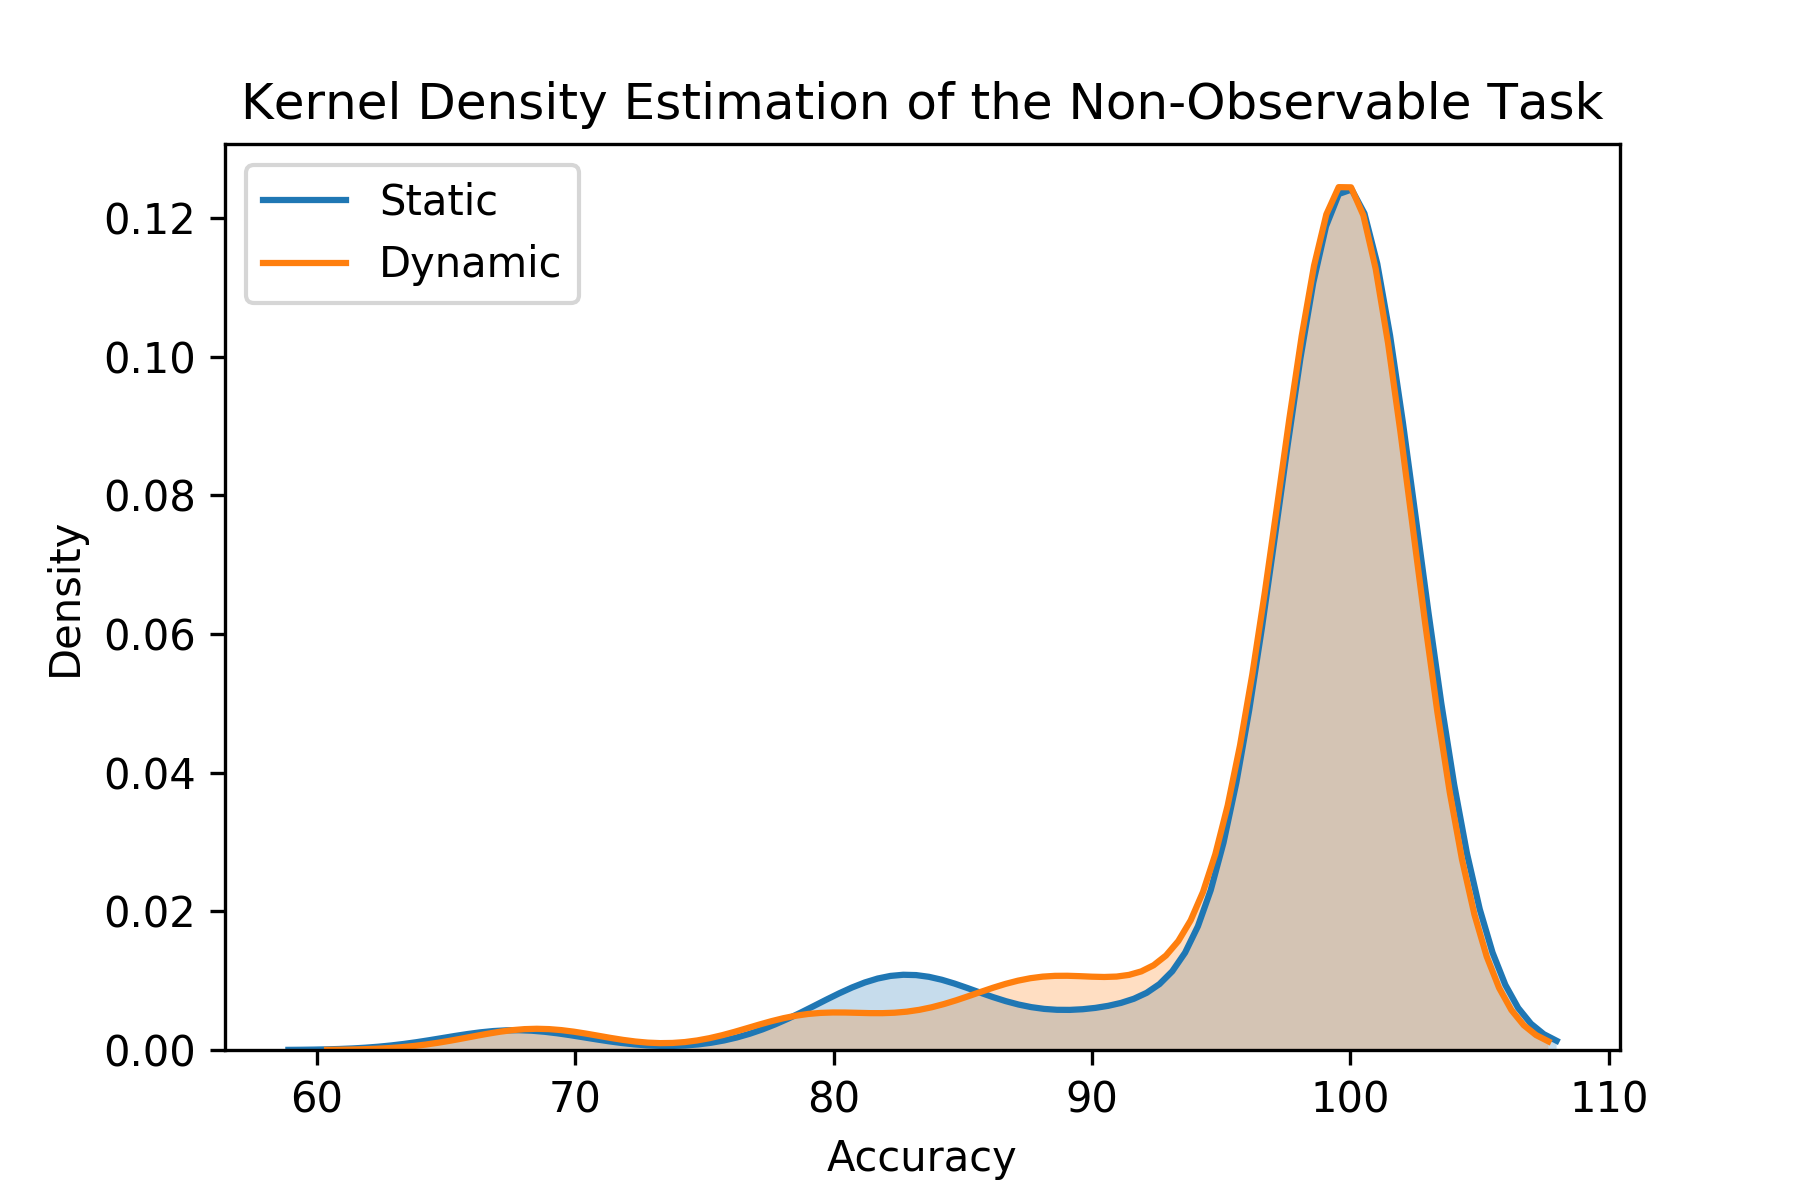 Kernel Density Estimation of the Non-Observable Task
Static
Dynamic
0.12
0.10
0.08
0.06
0.04
0.02
0.00
Density
60 70 80 90 100 110
Accuracy